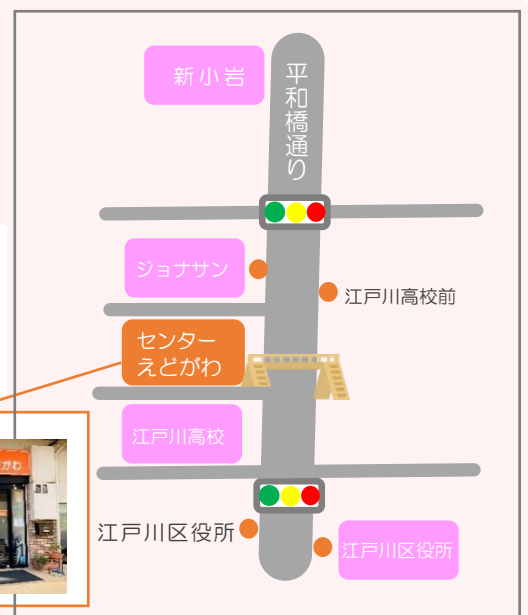 新小岩
平和橋通り
ジョナサン
江戸川高校前
センター
えどがわ
江戸川高校
江戸川区役所
江戸川区役所
がわ